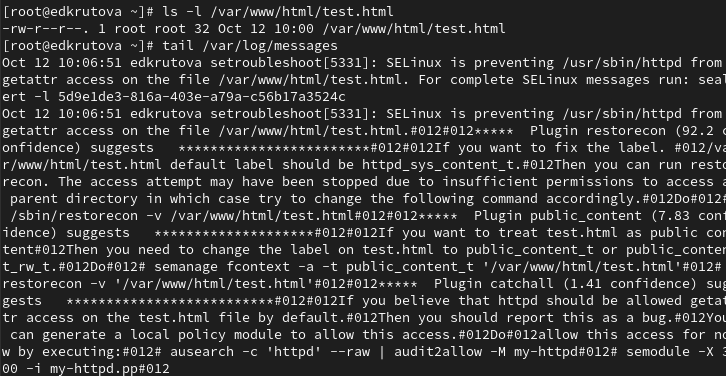 [root@edkrutova ~]# ls -l /var/www/html/test.html
-rw-r--r--. 1 root root 32 Oct 12 10:00 /var/www/html/test.html
[root@edkrutova ~]# tail /var/log/messages
Oct 12 10:06:51 edkrutova setroubleshoot[5331]: SELinux is preventing /usr/sbin/httpd from
getattr access on the file /var/www/html/test.html. For complete SELinux messages run: seal
ert -l 5d9e1de3-816a-403e-a79a-c56b17a3524c
Oct 12 10:06:51 edkrutova setroubleshoot[5331]: SELinux is preventing /usr/sbin/httpd from
getattr access on the file /var/www/html/test.html.#012#012***** Plugin restorecon (92.2 c
onfidence) suggests ************************#012#012If you want to fix the label. #012/va
r/www/html/test.html default label should be httpd_sys_content_t.#012Then you can run resto
recon. The access attempt may have been stopped due to insufficient permissions to access a
parent directory in which case try to change the following command accordingly.#012Do#012#
/sbin/restorecon -v /var/www/html/test.html#012#012***** Plugin public_content (7.83 conf
idence) suggests ********************#012#012If you want to treat test.html as public con
tent#012Then you need to change the label on test.html to public_content_t or public_conten
t_rw_t.#012Do#012# semanage fcontext -a -t public_content_t '/var/www/html/test.html'#012#
restorecon -v '/var/www/html/test.html'#012#012***** Plugin catchall (1.41 confidence) sug
gests **************************#012#012If you believe that httpd should be allowed getat
tr access on the test.html file by default.#012Then you should report this as a bug.#012You
can generate a local policy module to allow this access.#012Do#012allow this access for no
w by executing:#012# ausearch -c 'httpd' --raw | audit2allow -M my-httpd#012# semodule -X 3
00 -i my-httpd.pp#012